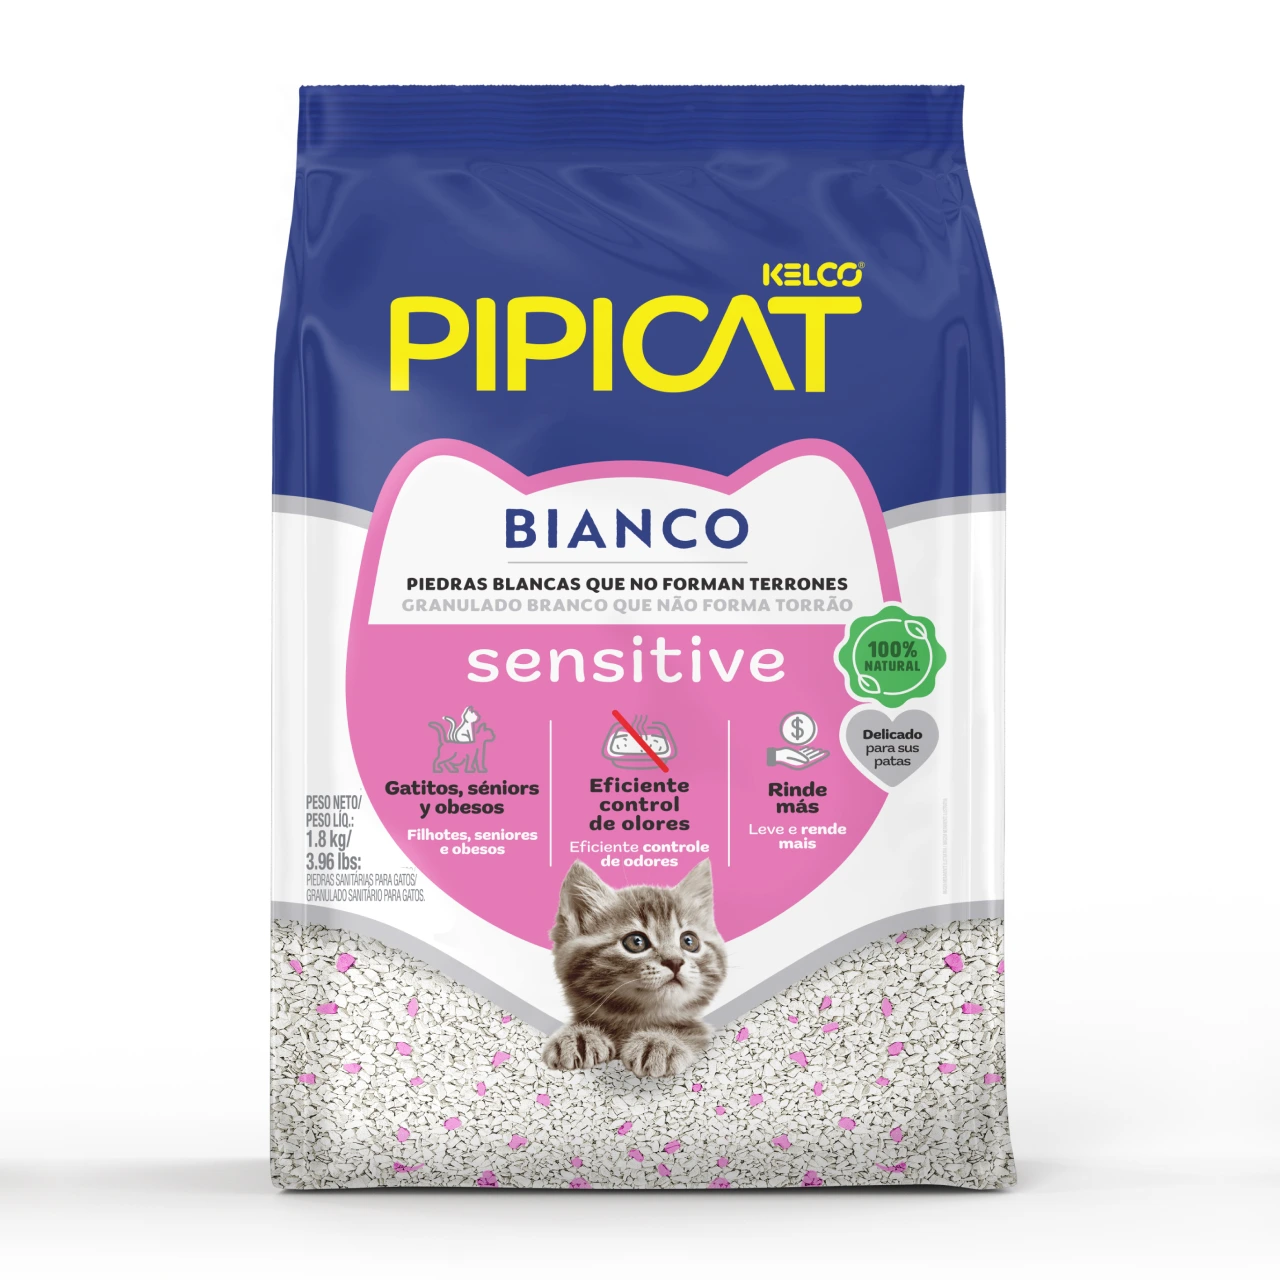 KELCO®
PIPICAT
BIANCO
PIEDRAS BLANCAS QUE NO FORMAN TERRONES
GRANULADO BRANCO QUE NÃO FORMA TORRÃO
sensitive
100%
NATURAL
Delicado
para sus
patas
$
Gatitos, séniors
y obesos
Filhotes, seniores
e obesos
Eficiente
control
de olores
Eficiente controle
de odores
Rinde
más
Leve e rende
mais
PESO NETO/
PESO LÍQ.:
1.8 kg/
3.96 lbs:
PIEDRAS SANITÁRIAS PARA GATOS/
GRANULADO SANITÁRIO PARA GATOS.